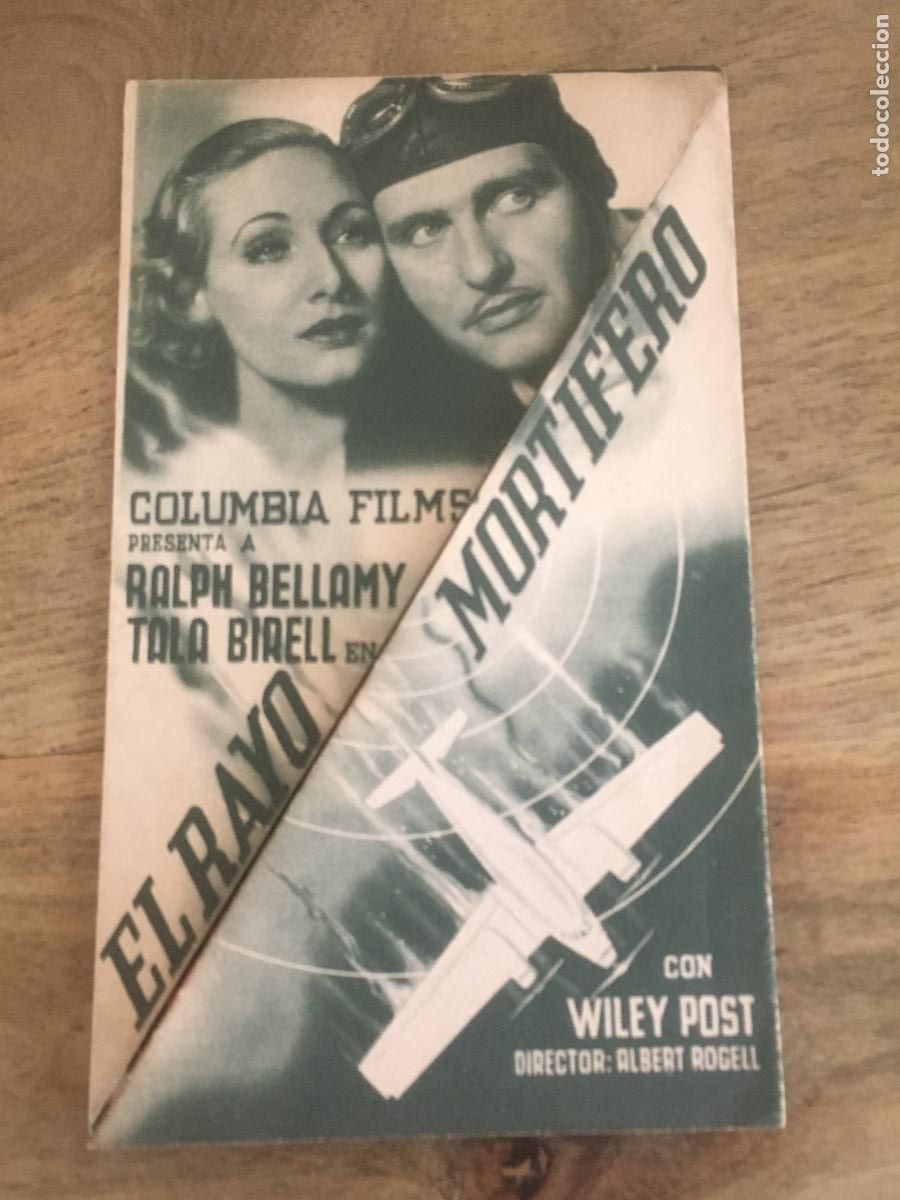 todocoleccion
COLUMBIA FILMS
PRESENTA A
RALPH BELLAMY
TALA BIRELL EN
EL RAYO
MORTIFERO
CON
WILEY POST
DIRECTOR: ALBERT ROGELL